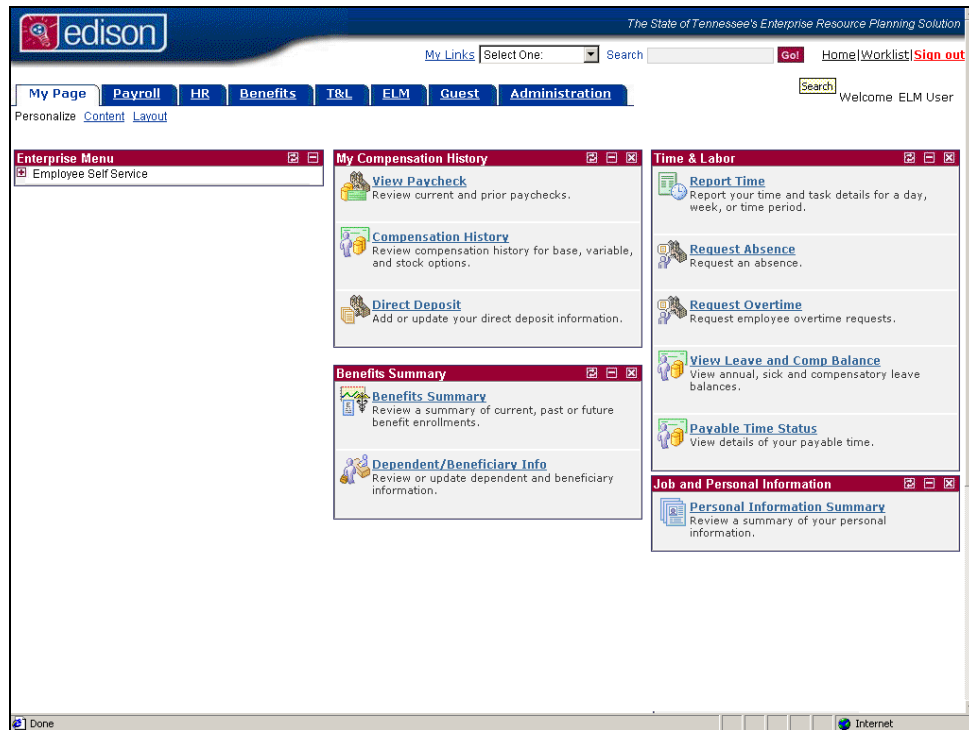 edison
The State of Tennessee's Enterprise Resource Planning Solution
My Links Select One: Search Go! Home|Worklist|Sign out
My Page Payroll HR Benefits T&L ELM Guest Administration
Search
Welcome ELM User
Personalize Content Layout
Enterprise Menu
Employee Self Service
My Compensation History
View Paycheck
Review current and prior paychecks.
Compensation History
Review compensation history for base, variable,
and stock options.
Direct Deposit
Add or update your direct deposit information.
Benefits Summary
Benefits Summary
Review a summary of current, past or future
benefit enrollments.
Dependent/Beneficiary Info
Review or update dependent and beneficiary
information.
Time & Labor
Report Time
Report your time and task details for a day,
week, or time period.
Request Absence
Request an absence.
Request Overtime
Request employee overtime requests.
View Leave and Comp Balance
View annual, sick and compensatory leave
balances.
Payable Time Status
View details of your payable time.
Job and Personal Information
Personal Information Summary
Review a summary of your personal
information.
Done
Internet